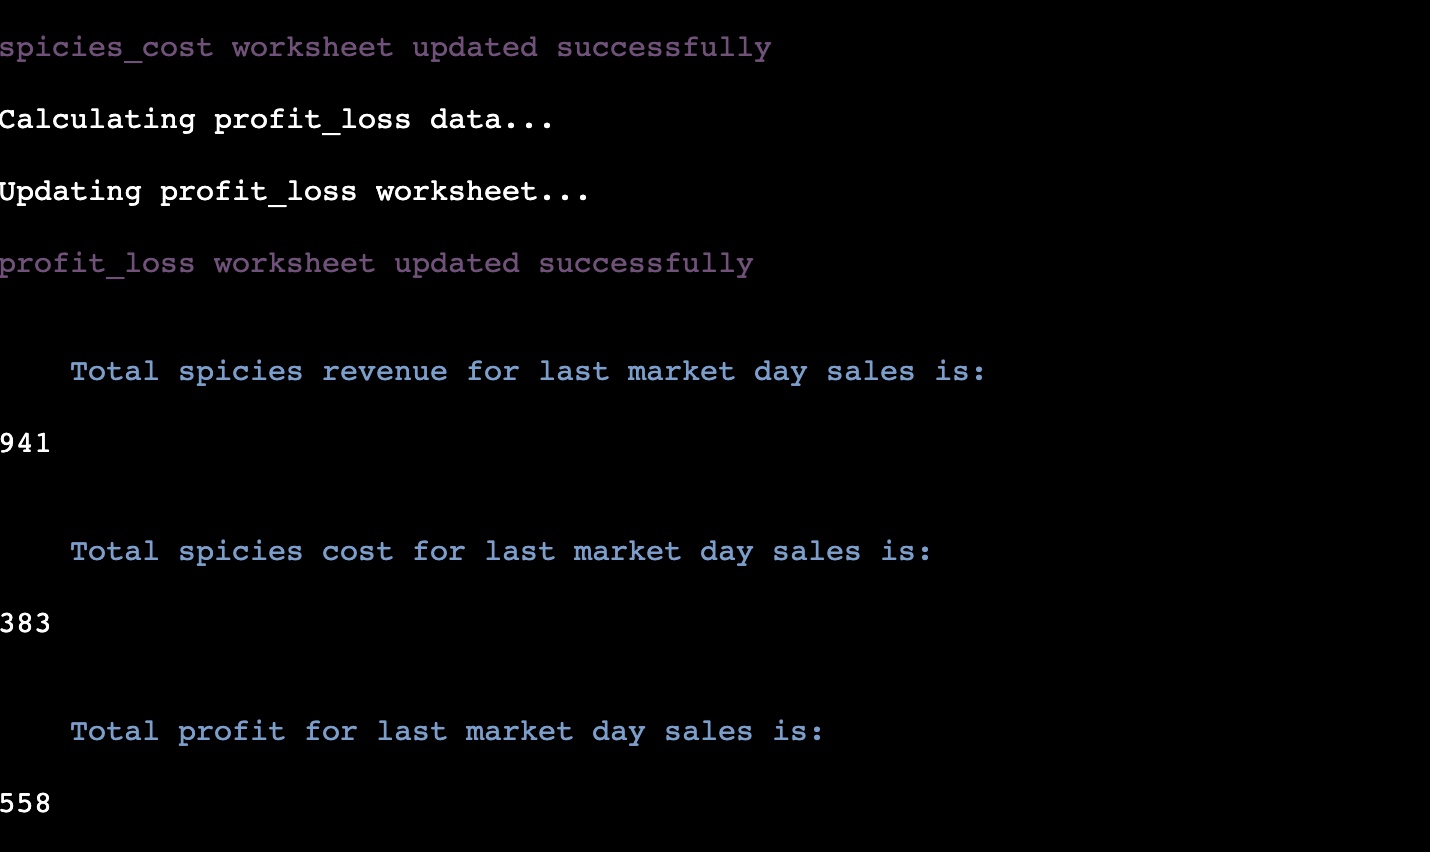 spicies_cost worksheet updated successfully
Calculating profit_loss data...
Updating profit_loss worksheet...
profit_loss worksheet updated successfully
Total spicies revenue for last market day sales is:
941
Total spicies cost for last market day sales is:
383
Total profit for last market day sales is:
558